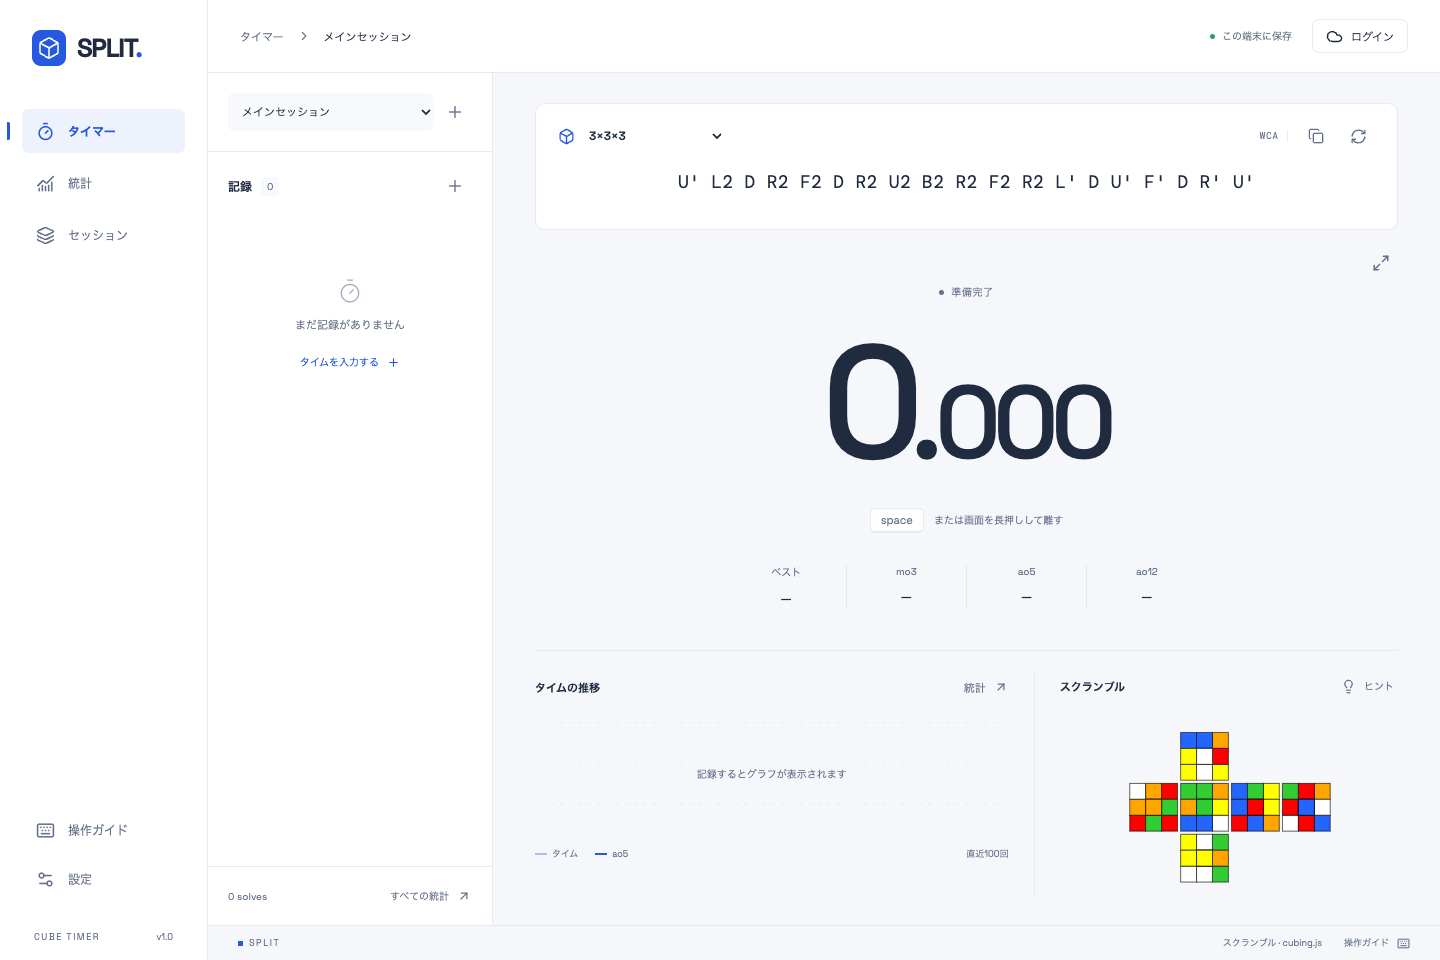 SPLIT.
タイマー
統計
セッション
操作ガイド
設定
CUBE TIMER
v1.0
タイマー
メインセッション
この端末に保存
ログイン
メインセッション
記録
0
まだ記録がありません
タイムを入力する
0 solves
すべての統計
3×3×3
WCA
U' L2 D R2 F2 D R2 U2 B2 R2 F2 R2 L' D U' F' D R' U'
準備完了
0.000
space
または画面を長押しして離す
ベスト
mo3
ao5
ao12
—
—
—
—
タイムの推移
統計
記録するとグラフが表示されます
タイム
ao5
直近100回
スクランブル
ヒント
SPLIT
スクランブル · cubing.js
操作ガイド